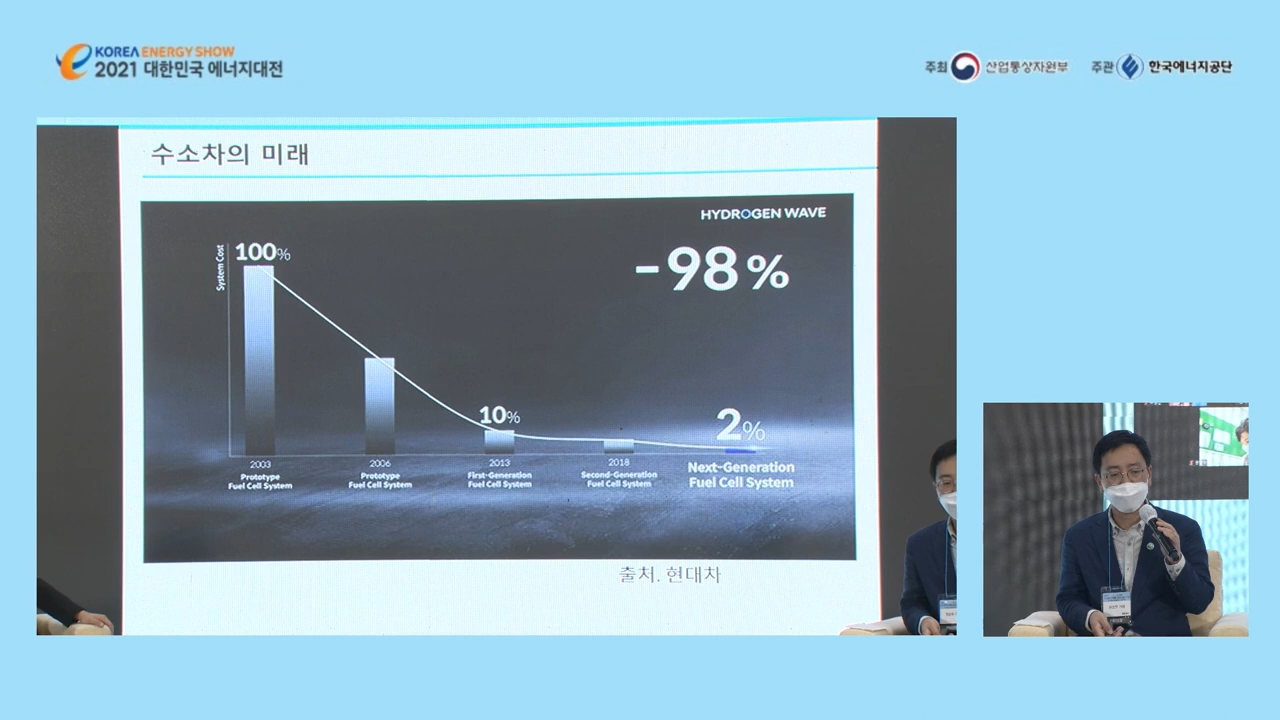 KOREA ENERGY SHOW
2021 대한민국 에너지대전
주최 산업통상자원부 주관 한국에너지공단
수소차의 미래
HYDROGEN WAVE
-98%
System Cost
100%
10%
2%
2003
Prototype
Fuel Cell System
2006
Prototype
Fuel Cell System
2013
First-Generation
Fuel Cell System
2018
Second-Generation
Fuel Cell System
Next-Generation
Fuel Cell System
출처. 현대차